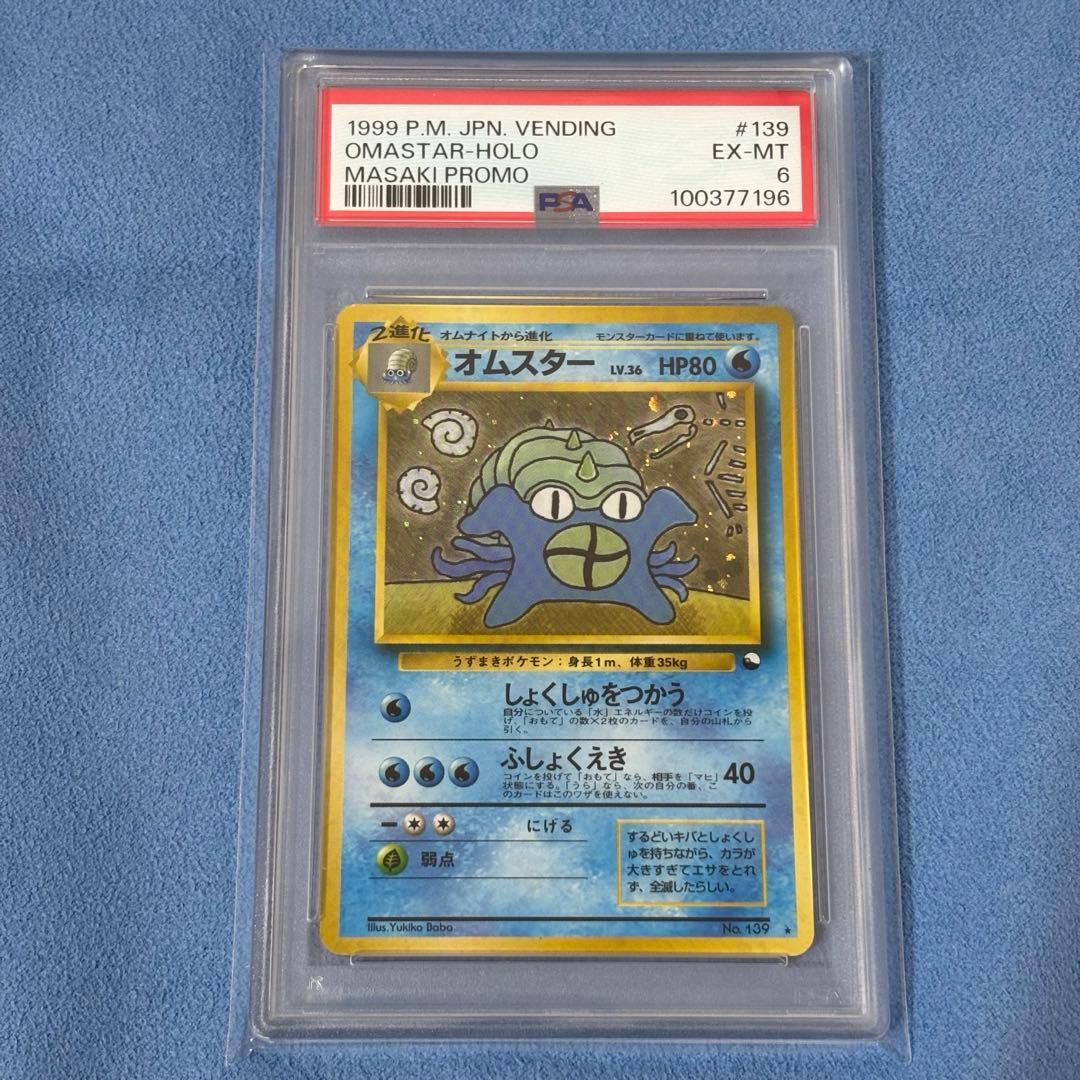 1999 P.M. JPN. VENDING #139
OMASTAR-HOLO EX-MT
MASAKI PROMO 6
PSA 100377196
2進化 オムナイトから進化 モンスターカードに重ねて使います。
オムスター LV.36 HP80
うずまきポケモン：身長1m、体重35kg
しょくしゅをつかう
自分についている「水」エネルギーの数だけコインを投
げ、「おもて」の数×2枚のカードを、自分の山札から
引く。
ふしょくえき 40
コインを投げて「おもて」なら、相手を「マヒ」
状態にする。「うら」なら、次の自分の番、こ
のカードはこのワザを使えない。
ー にげる
弱点
するどいキバとしょくし
ゅを持ちながら、カラが
大きすぎてエサをとれ
ず、全滅したらしい。
Illus.Yukiko Baba No. 139 ★